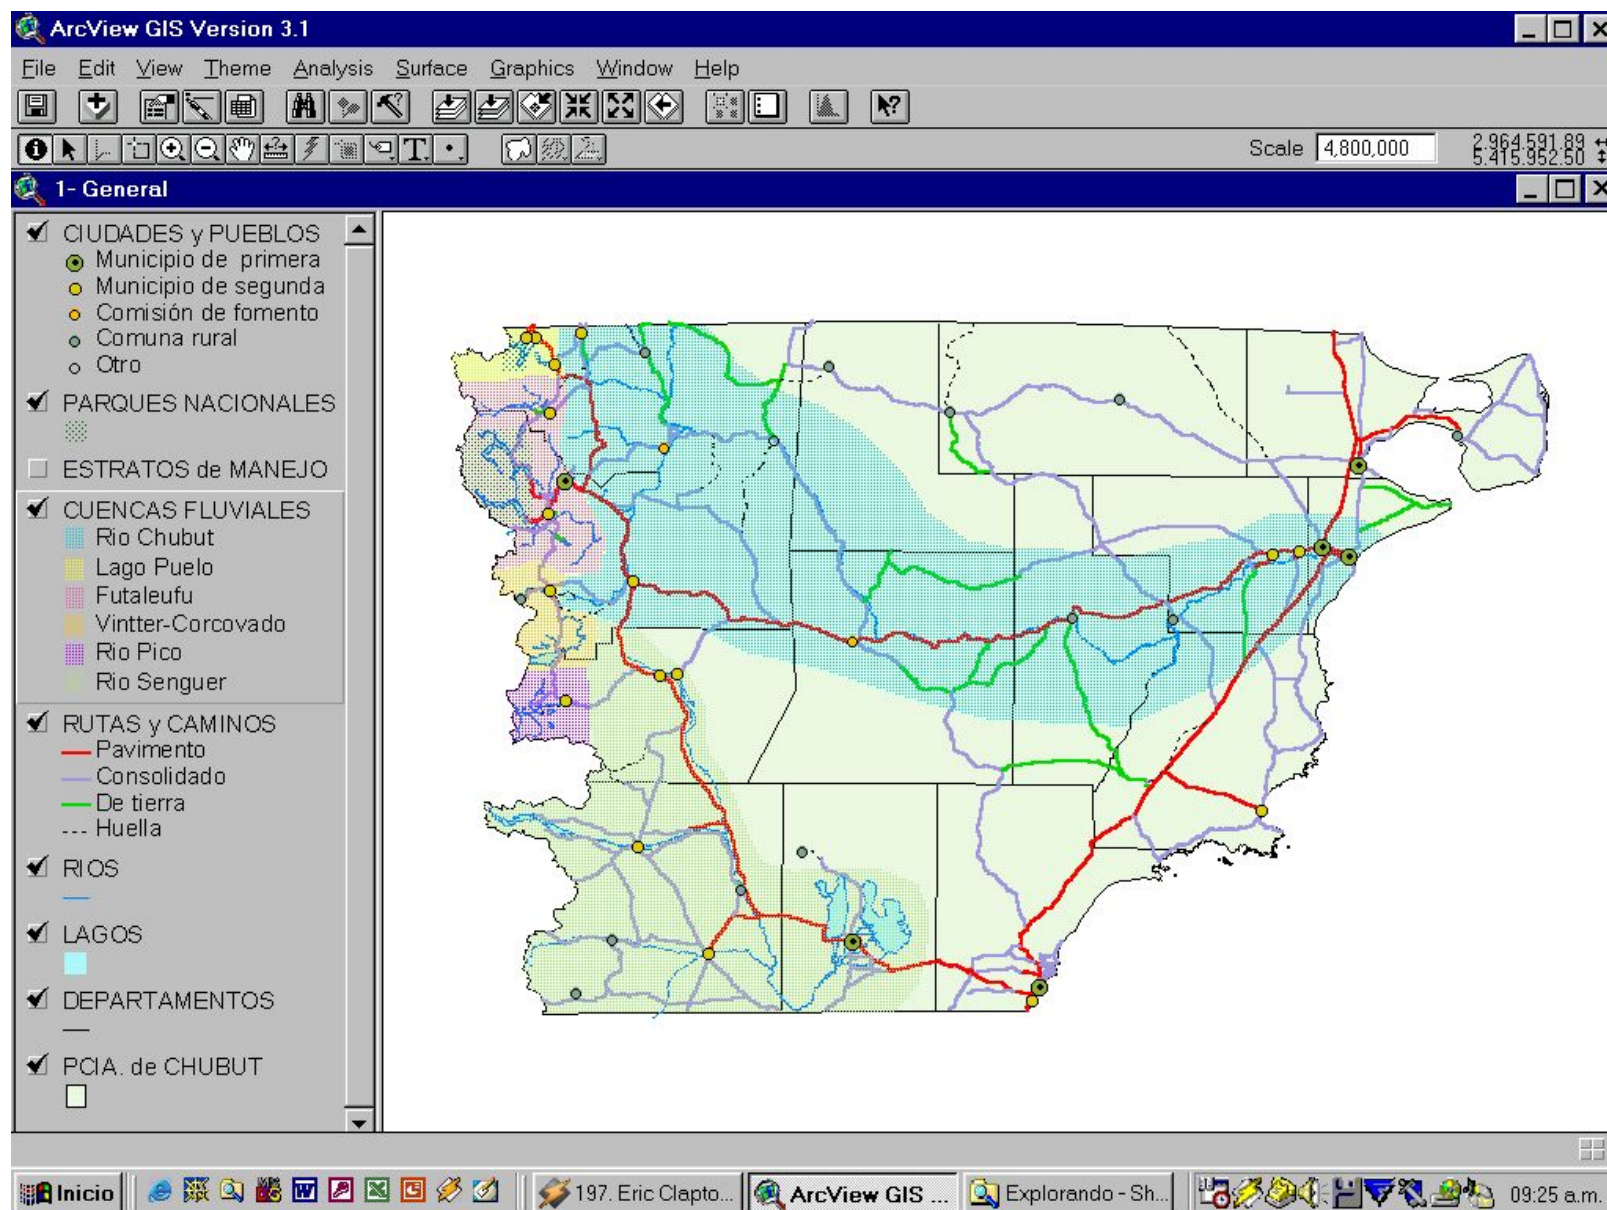 ArcView GIS Version 3.1
File Edit View Theme Analysis Surface Graphics Window Help
Scale 4,800,000
2.964.591.89
5.415.952.50
1- General
CIUDADES y PUEBLOS
Municipio de primera
Municipio de segunda
Comisión de fomento
Comuna rural
Otro
PARQUES NACIONALES
ESTRATOS de MANEJO
CUENCAS FLUVIALES
Rio Chubut
Lago Puelo
Futaleufu
Vintter-Corcovado
Rio Pico
Rio Senguer
RUTAS y CAMINOS
Pavimento
Consolidado
De tierra
Huella
RIOS
LAGOS
DEPARTAMENTOS
PCIA. de CHUBUT
Inicio 197. Eric Clapto... ArcView GIS ... Explorando - Sh... 09:25 a.m.